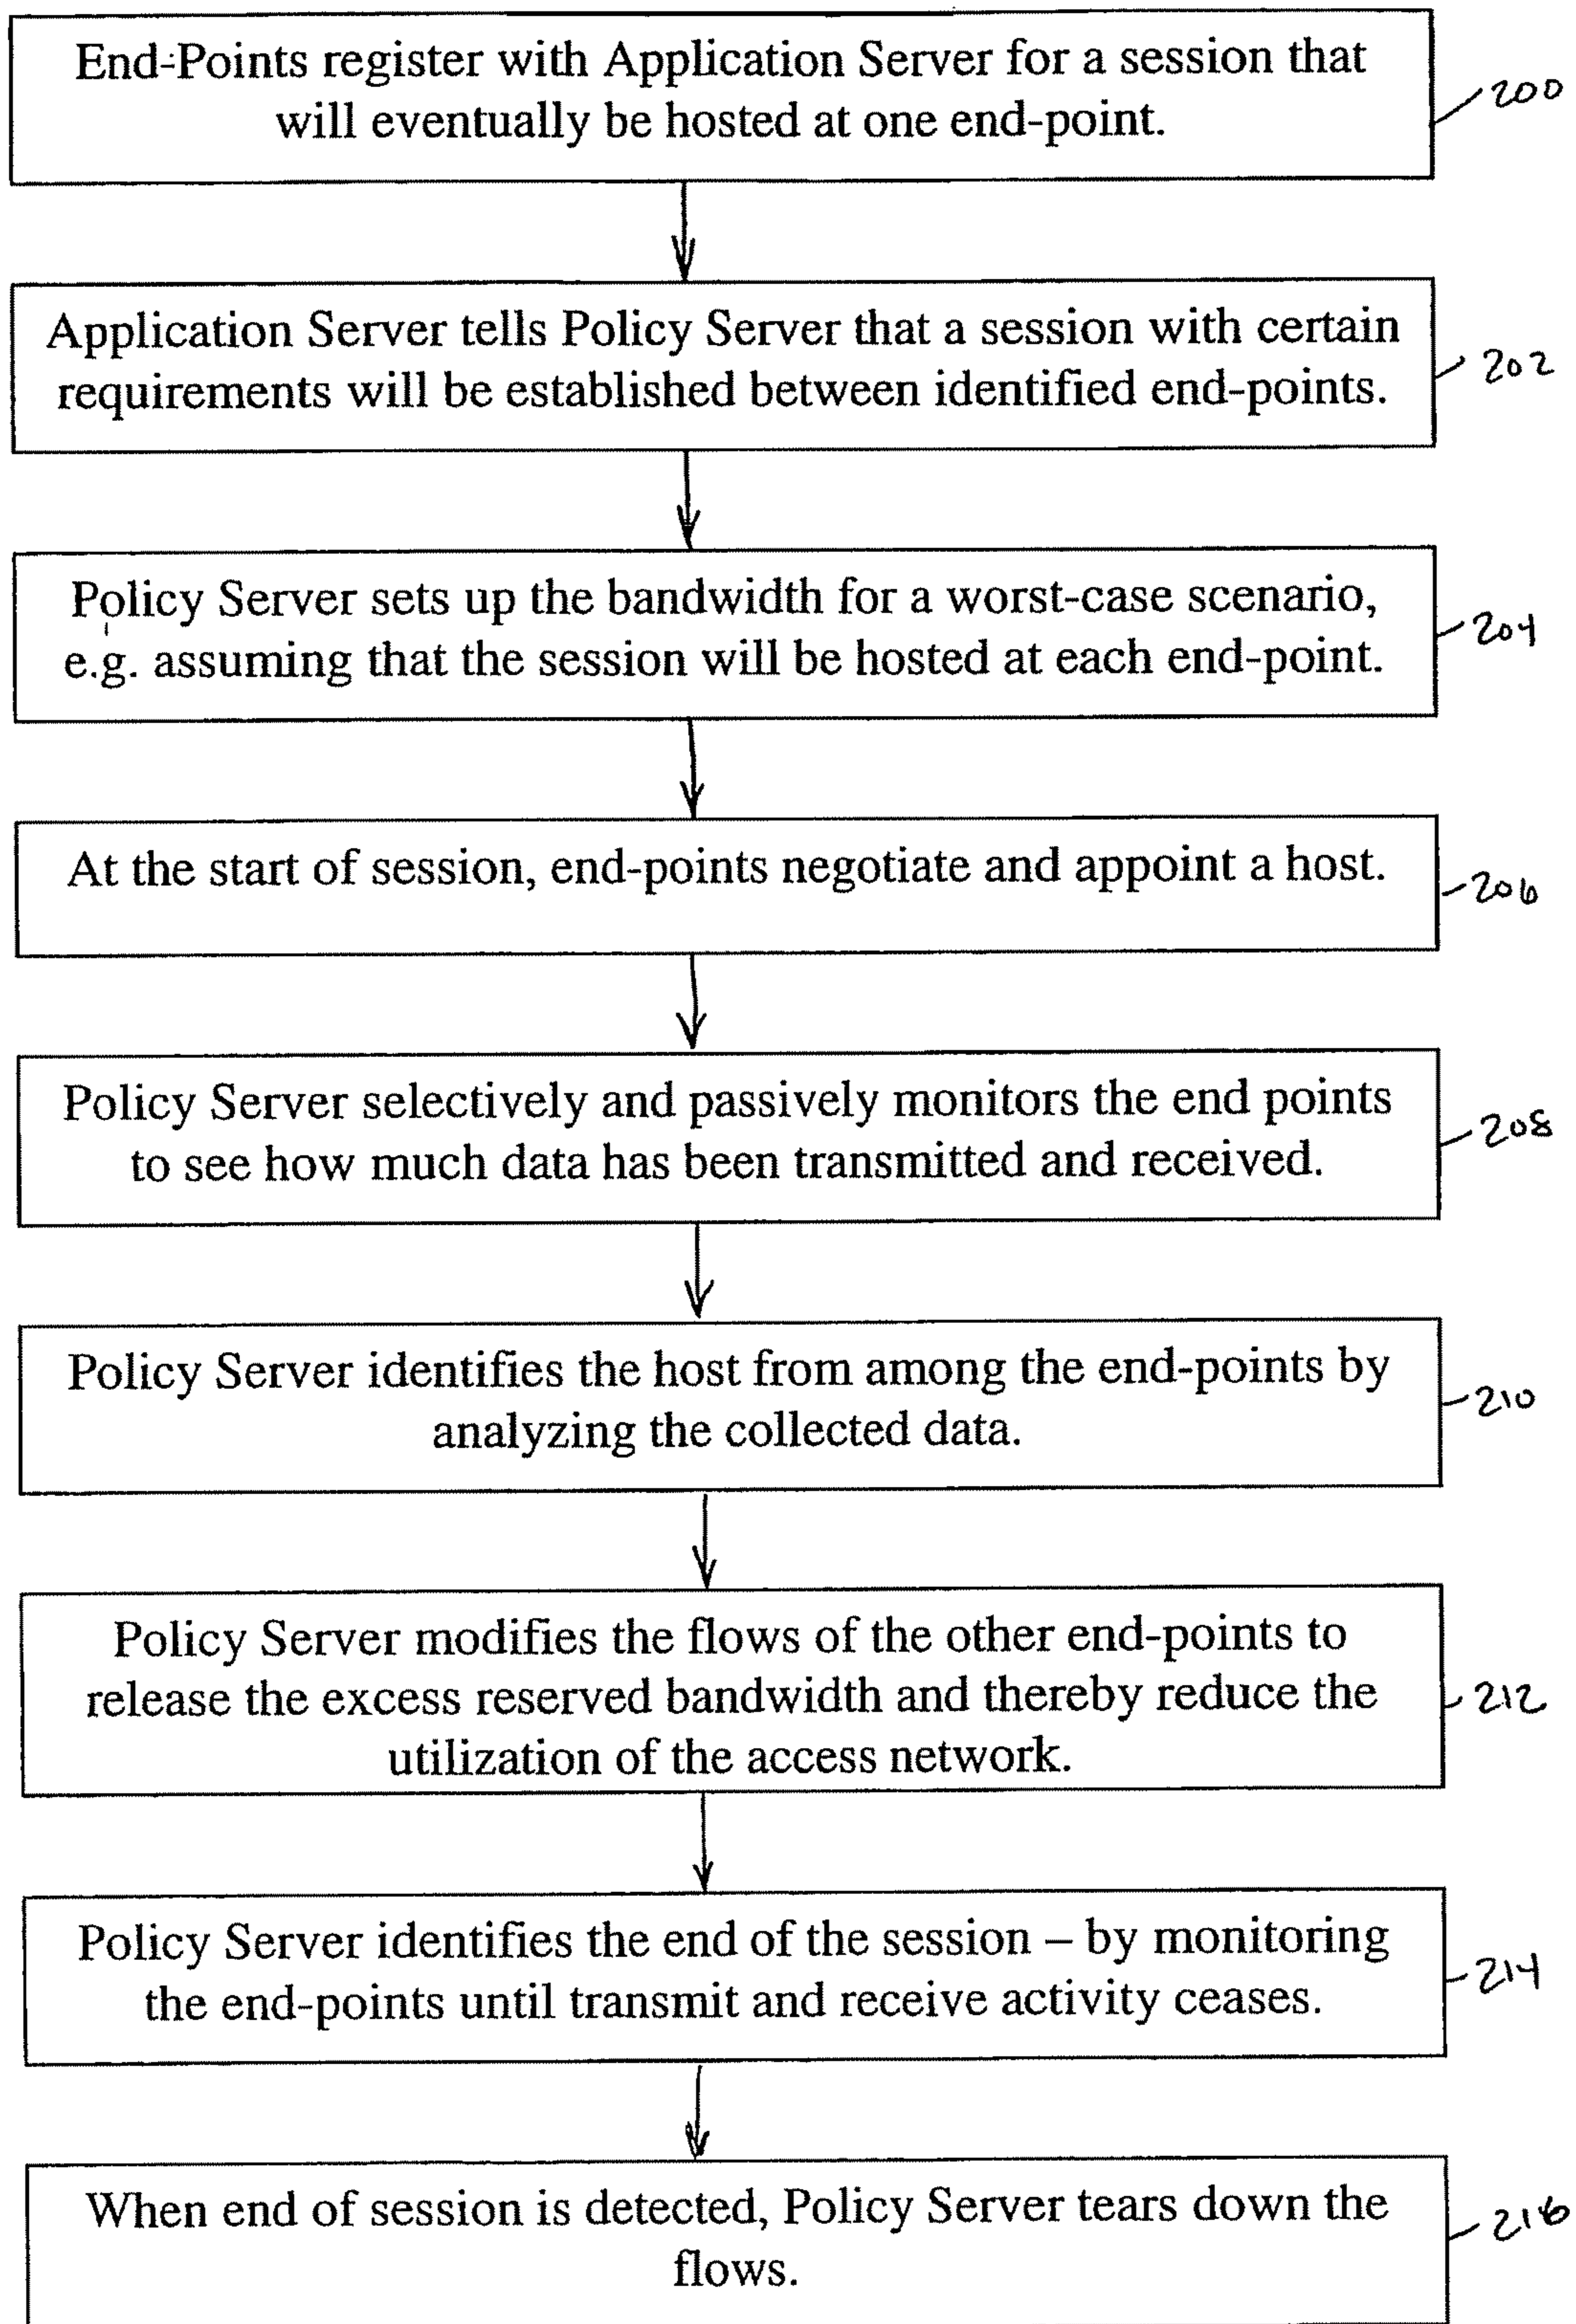 End-Points register with Application Server for a session that
will eventually be hosted at one end-point.
200
Application Server tells Policy Server that a session with certain
requirements will be established between identified end-points.
202
Policy Server sets up the bandwidth for a worst-case scenario,
e.g. assuming that the session will be hosted at each end-point.
204
At the start of session, end-points negotiate and appoint a host.
206
Policy Server selectively and passively monitors the end points
to see how much data has been transmitted and received.
208
Policy Server identifies the host from among the end-points by
analyzing the collected data.
210
Policy Server modifies the flows of the other end-points to
release the excess reserved bandwidth and thereby reduce the
utilization of the access network.
212
Policy Server identifies the end of the session – by monitoring
the end-points until transmit and receive activity ceases.
214
When end of session is detected, Policy Server tears down the
flows.
216